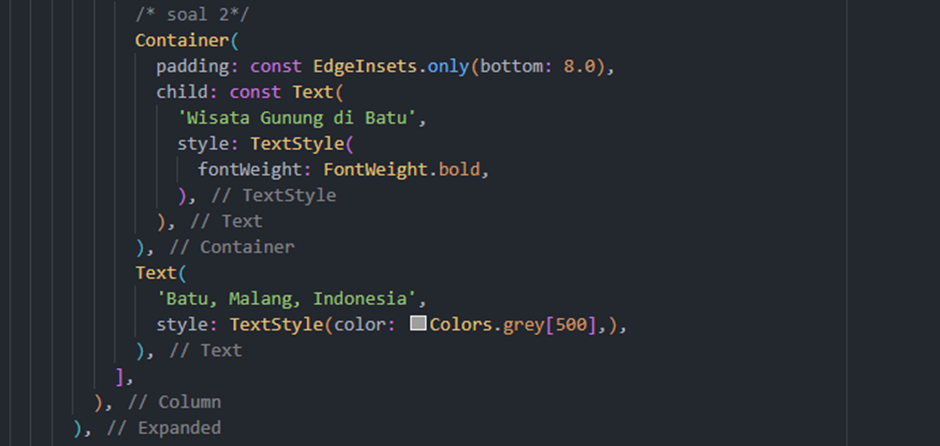 /* soal 2*/
Container(
padding: const EdgeInsets.only(bottom: 8.0),
child: const Text(
'Wisata Gunung di Batu',
style: TextStyle(
fontWeight: FontWeight.bold,
), // TextStyle
), // Text
), // Container
Text(
'Batu, Malang, Indonesia',
style: TextStyle(color: Colors.grey[500],),
), // Text
],
), // Column
), // Expanded